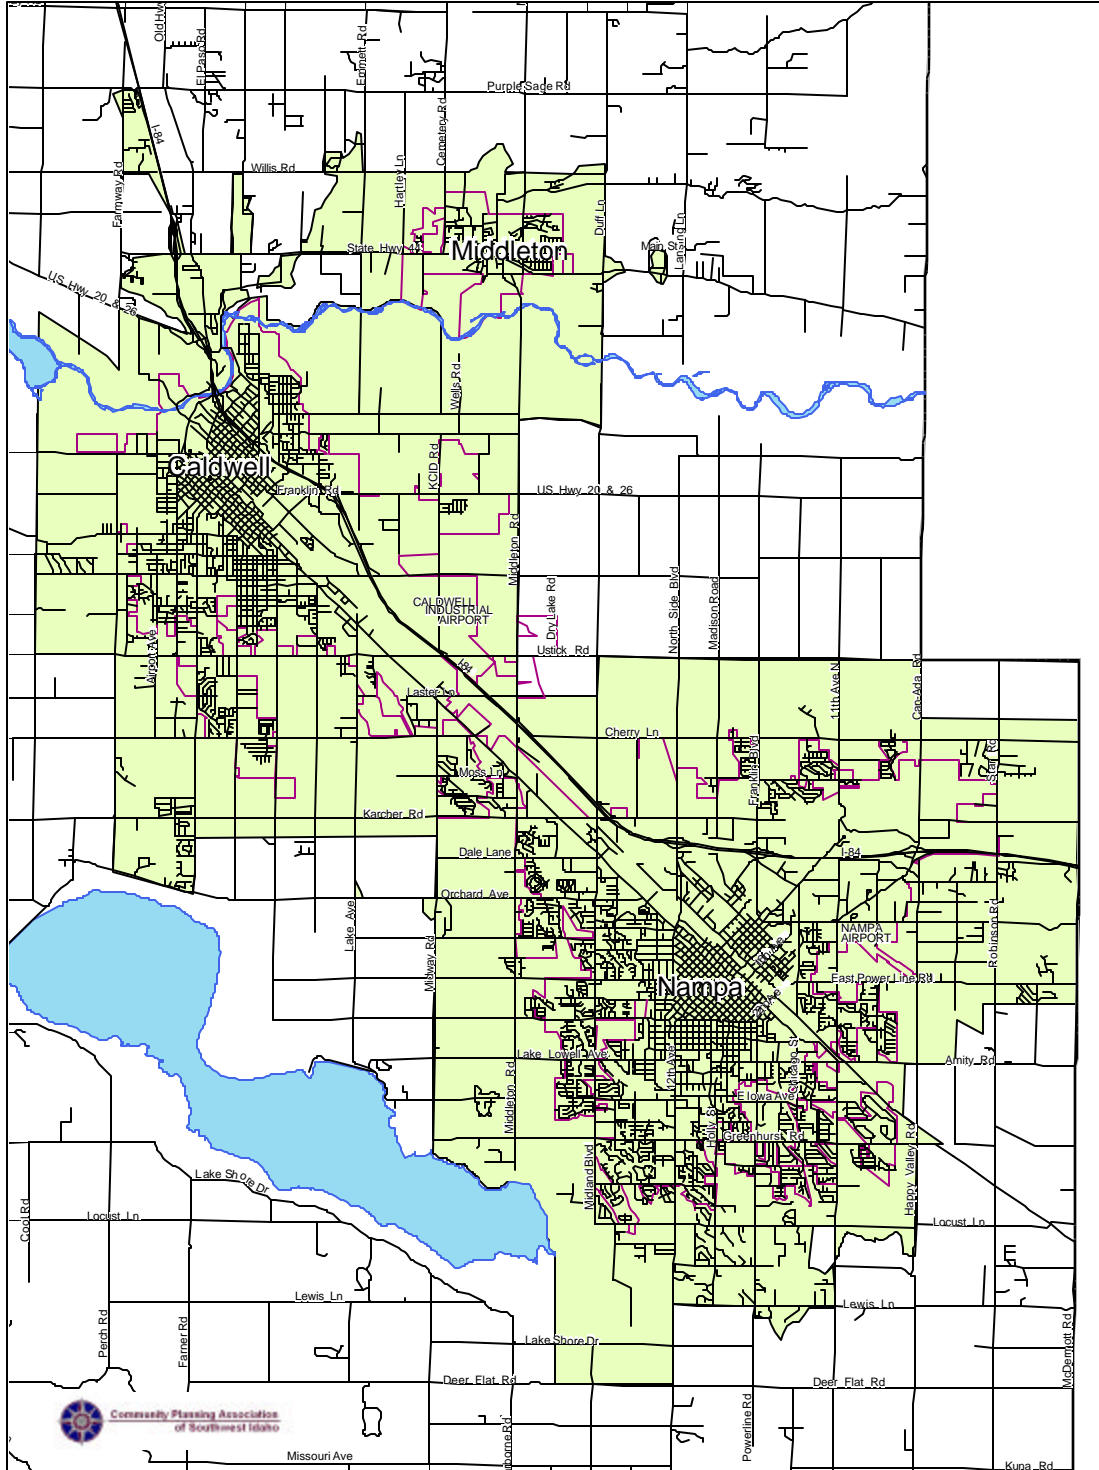 Old Hwy
El Paso Rd
Emmett Rd
Purple Sage Rd
Cemetery Rd
I-84
Willis Rd
Farmway Rd
Hartley Ln
Duff Ln
Lansing Ln
Main St
State Hwy 44
Middleton
US Hwy 20 & 26
Wells Rd
KCID Rd
Caldwell
Franklin Rd
US Hwy 20 & 26
Middleton Rd
Dry Lake Rd
North Side Blvd
Madison Road
CALDWELL
INDUSTRIAL
AIRPORT
Airport Ave
Ustick Rd
I-84
Laster Ln
11th Ave N
Can-Ada Rd
Cherry Ln
Franklin Blvd
Star Rd
Moss Ln
Karcher Rd
Dale Lane
I-84
Orchard Ave
Lake Ave
Midway Rd
NAMPA
AIRPORT
Robinson Rd
East Power Line Rd
Nampa
Lake Lowell Ave
12th Ave
Chicago St
Amity Rd
Middleton Rd
E Iowa Ave
Holly St
Greenhurst Rd
Midland Blvd
Happy Valley Rd
Lake Shore Dr
Cool Rd
Locust Ln
Locust Ln
Lewis Ln
Lewis Ln
Perch Rd
Farner Rd
Lake Shore Dr
McDermott Rd
Deer Flat Rd
Deer Flat Rd
Powerline Rd
Community Planning Association
of Southwest Idaho
Missouri Ave
Kuna Rd